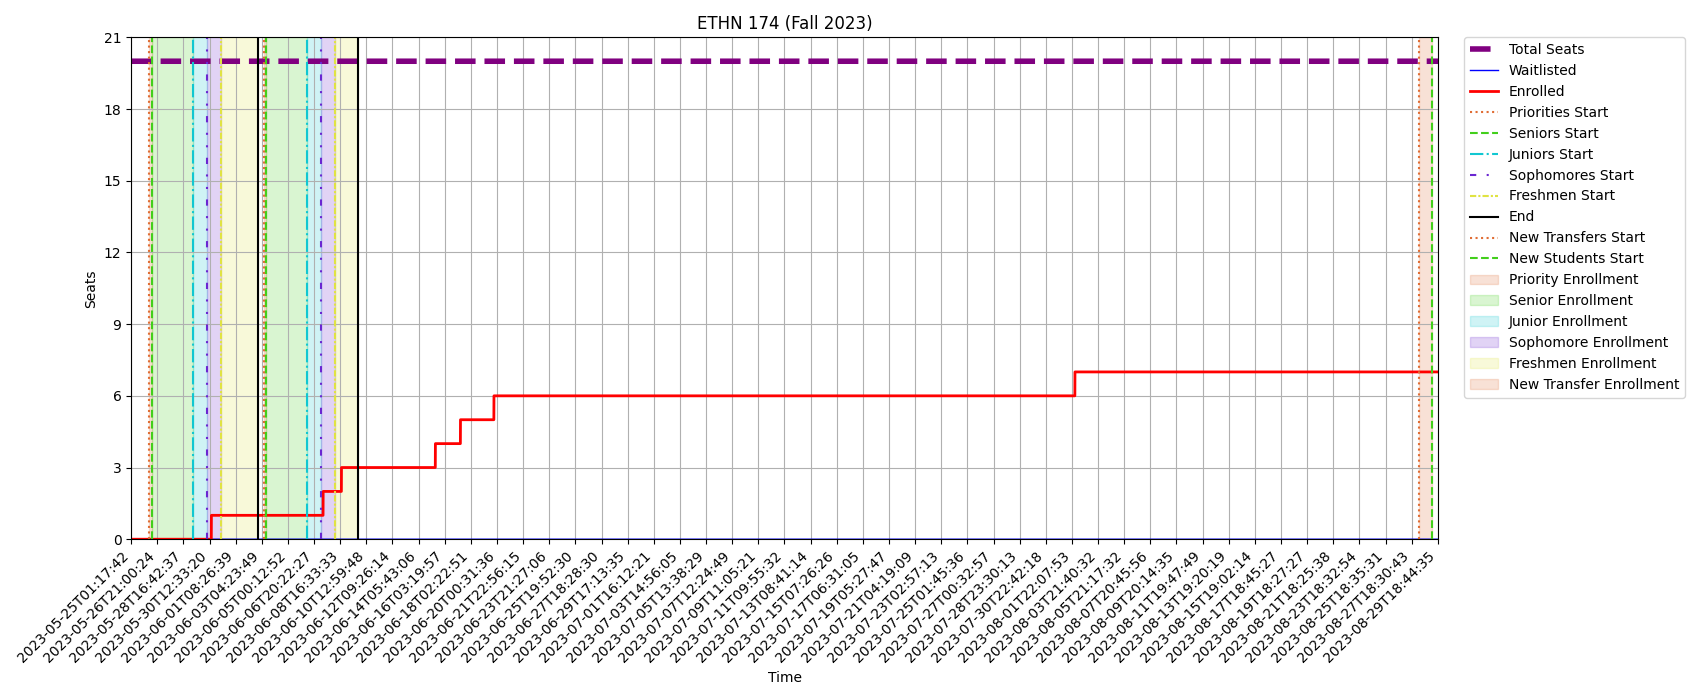 ETHN 174 (Fall 2023)
21
18
15
12
9
6
3
0
Seats
2023-05-25T01:17:42
2023-05-26T21:00:24
2023-05-28T16:42:37
2023-05-30T12:33:20
2023-06-01T08:26:39
2023-06-03T04:23:49
2023-06-05T00:12:52
2023-06-06T20:22:27
2023-06-08T16:33:33
2023-06-10T12:59:48
2023-06-12T09:26:14
2023-06-14T05:43:06
2023-06-16T03:19:57
2023-06-18T02:22:51
2023-06-20T00:31:36
2023-06-21T22:56:15
2023-06-23T21:27:06
2023-06-25T19:52:30
2023-06-27T18:28:30
2023-06-29T17:13:35
2023-07-01T16:12:21
2023-07-03T14:56:05
2023-07-05T13:38:29
2023-07-07T12:24:49
2023-07-09T11:05:21
2023-07-11T09:55:32
2023-07-13T08:41:14
2023-07-15T07:26:26
2023-07-17T06:31:05
2023-07-19T05:27:47
2023-07-21T04:19:09
2023-07-23T02:57:13
2023-07-25T01:45:36
2023-07-27T00:32:57
2023-07-28T23:30:13
2023-07-30T22:42:18
2023-08-01T22:07:53
2023-08-03T21:40:32
2023-08-05T21:17:32
2023-08-07T20:45:56
2023-08-09T20:14:35
2023-08-11T19:47:49
2023-08-13T19:20:19
2023-08-15T19:02:14
2023-08-17T18:45:27
2023-08-19T18:27:27
2023-08-21T18:25:38
2023-08-23T18:32:54
2023-08-25T18:35:31
2023-08-27T18:30:43
2023-08-29T18:44:35
Time
Total Seats
Waitlisted
Enrolled
Priorities Start
Seniors Start
Juniors Start
Sophomores Start
Freshmen Start
End
New Transfers Start
New Students Start
Priority Enrollment
Senior Enrollment
Junior Enrollment
Sophomore Enrollment
Freshmen Enrollment
New Transfer Enrollment